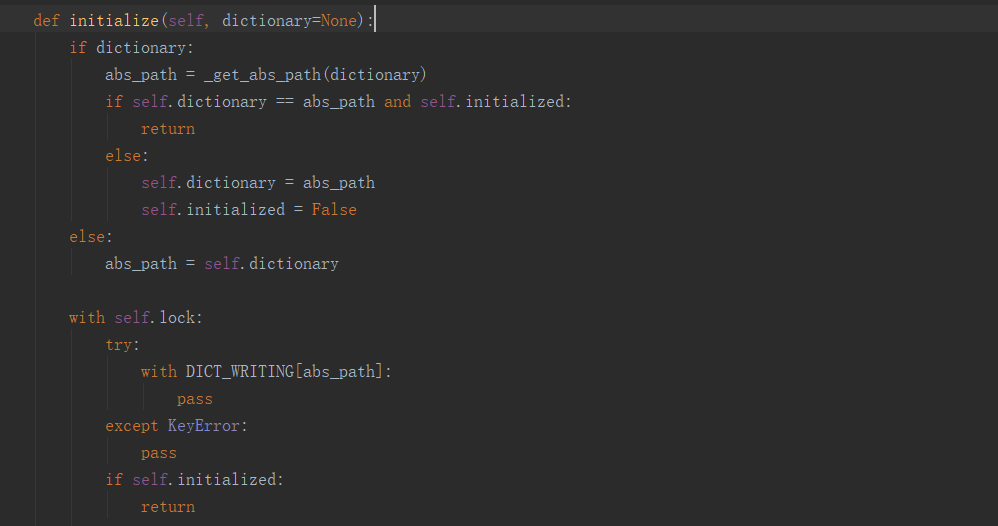 def initialize(self, dictionary=None):
    if dictionary:
        abs_path = _get_abs_path(dictionary)
        if self.dictionary == abs_path and self.initialized:
            return
        else:
            self.dictionary = abs_path
            self.initialized = False
    else:
        abs_path = self.dictionary

    with self.lock:
        try:
            with DICT_WRITING[abs_path]:
                pass
        except KeyError:
            pass
        if self.initialized:
            return